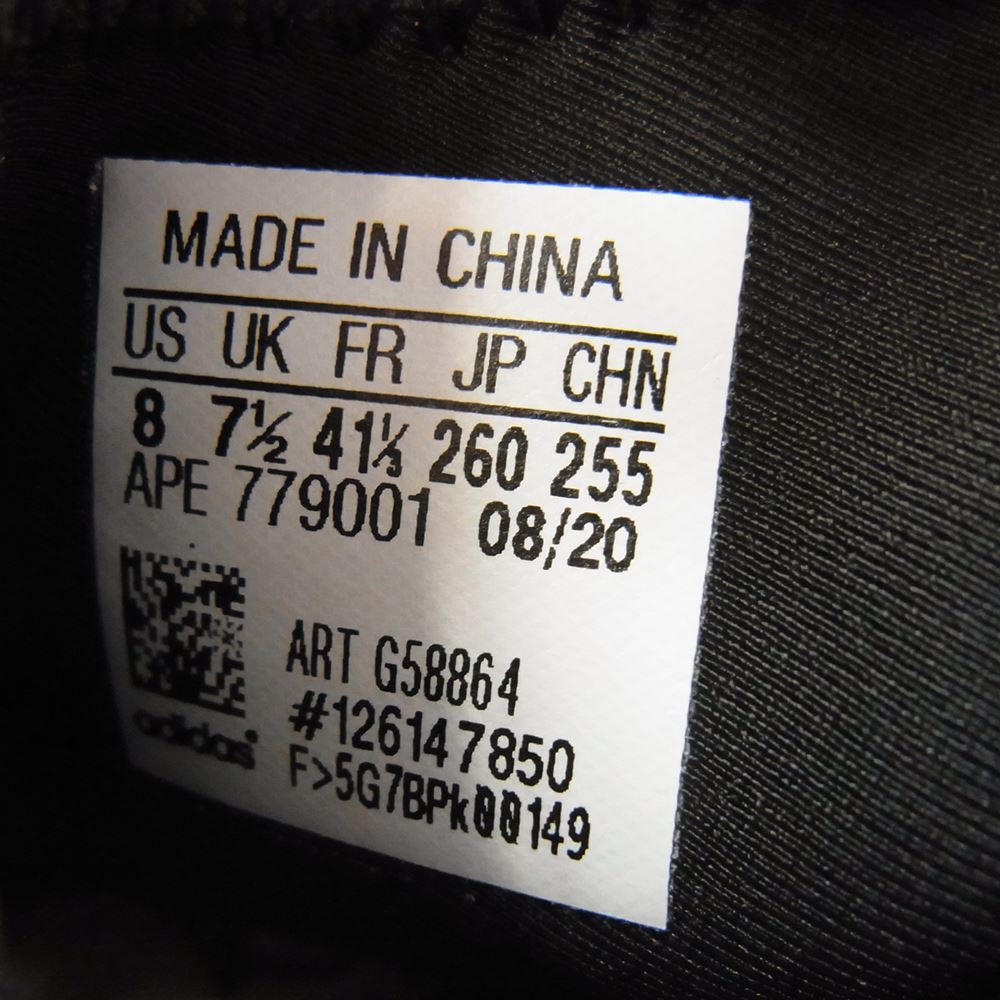 MADE IN CHINA
US UK FR JP CHN
8 7½ 41⅓ 260 255
APE 779001 08/20
ART G58864
#126147850
adidas
F>5G7BPk00149